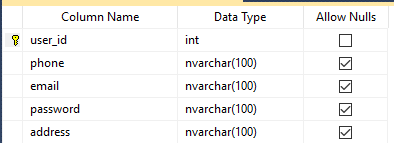 Column Name Data Type Allow Nulls
user_id int
phone nvarchar(100)
email nvarchar(100)
password nvarchar(100)
address nvarchar(100)